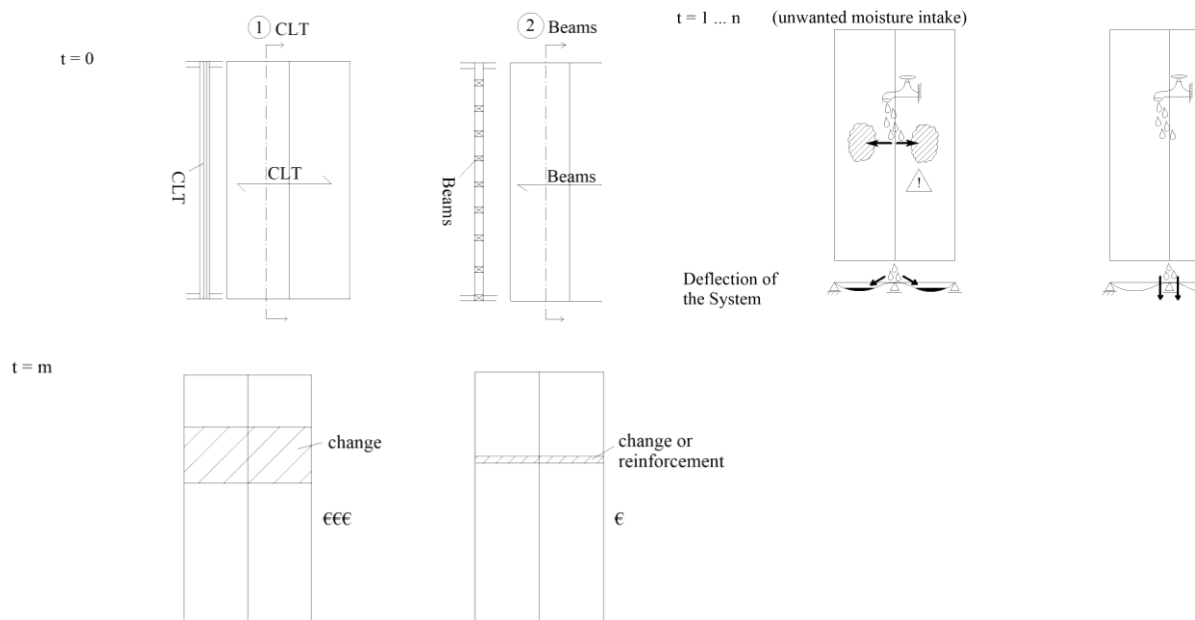 t = 0
1 CLT
CLT
CLT
2 Beams
Beams
Beams
t = 1 ... n (unwanted moisture intake)
!
Deflection of
the System
t = m
change
€€€
change or
reinforcement
€